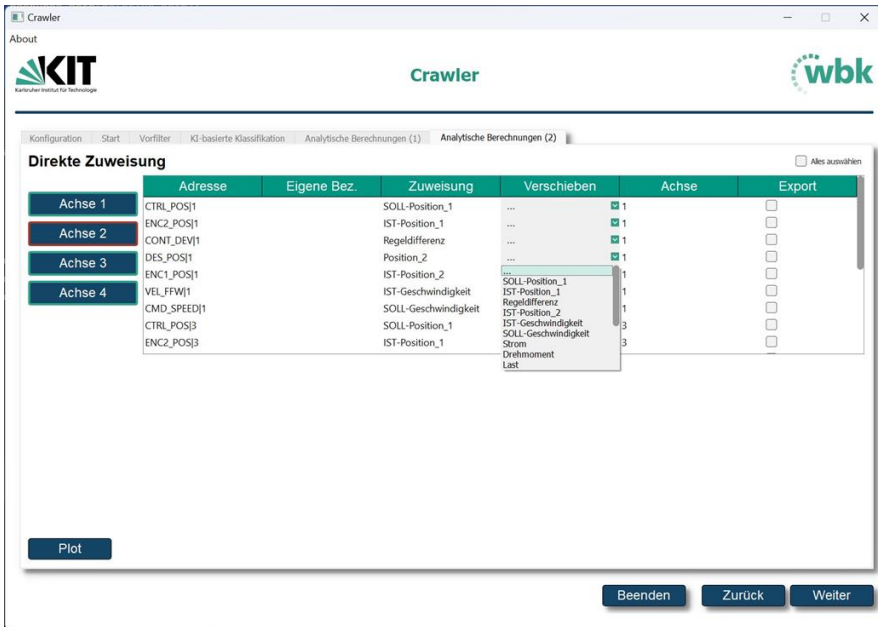 Crawler
About
KIT
Karlsruher Institut für Technologie
Crawler
wbk
Konfiguration Start Vorfilter KI-basierte Klassifikation Analytische Berechnungen (1) Analytische Berechnungen (2)
Direkte Zuweisung
Alles auswählen
Achse 1
Achse 2
Achse 3
Achse 4
Adresse Eigene Bez. Zuweisung Verschieben Achse Export
CTRL_POS|1 SOLL-Position_1 ... 1
ENC2_POS|1 IST-Position_1 ... 1
CONT_DEV|1 Regeldifferenz ... 1
DES_POS|1 Position_2 ... 1
ENC1_POS|1 IST-Position_2 1
VEL_FFW|1 IST-Geschwindigkeit 1
CMD_SPEED|1 SOLL-Geschwindigkeit 1
CTRL_POS|3 SOLL-Position_1 3
ENC2_POS|3 IST-Position_1 3
...
SOLL-Position_1
IST-Position_1
Regeldifferenz
IST-Position_2
IST-Geschwindigkeit
SOLL-Geschwindigkeit
Strom
Drehmoment
Last
Plot
Beenden Zurück Weiter